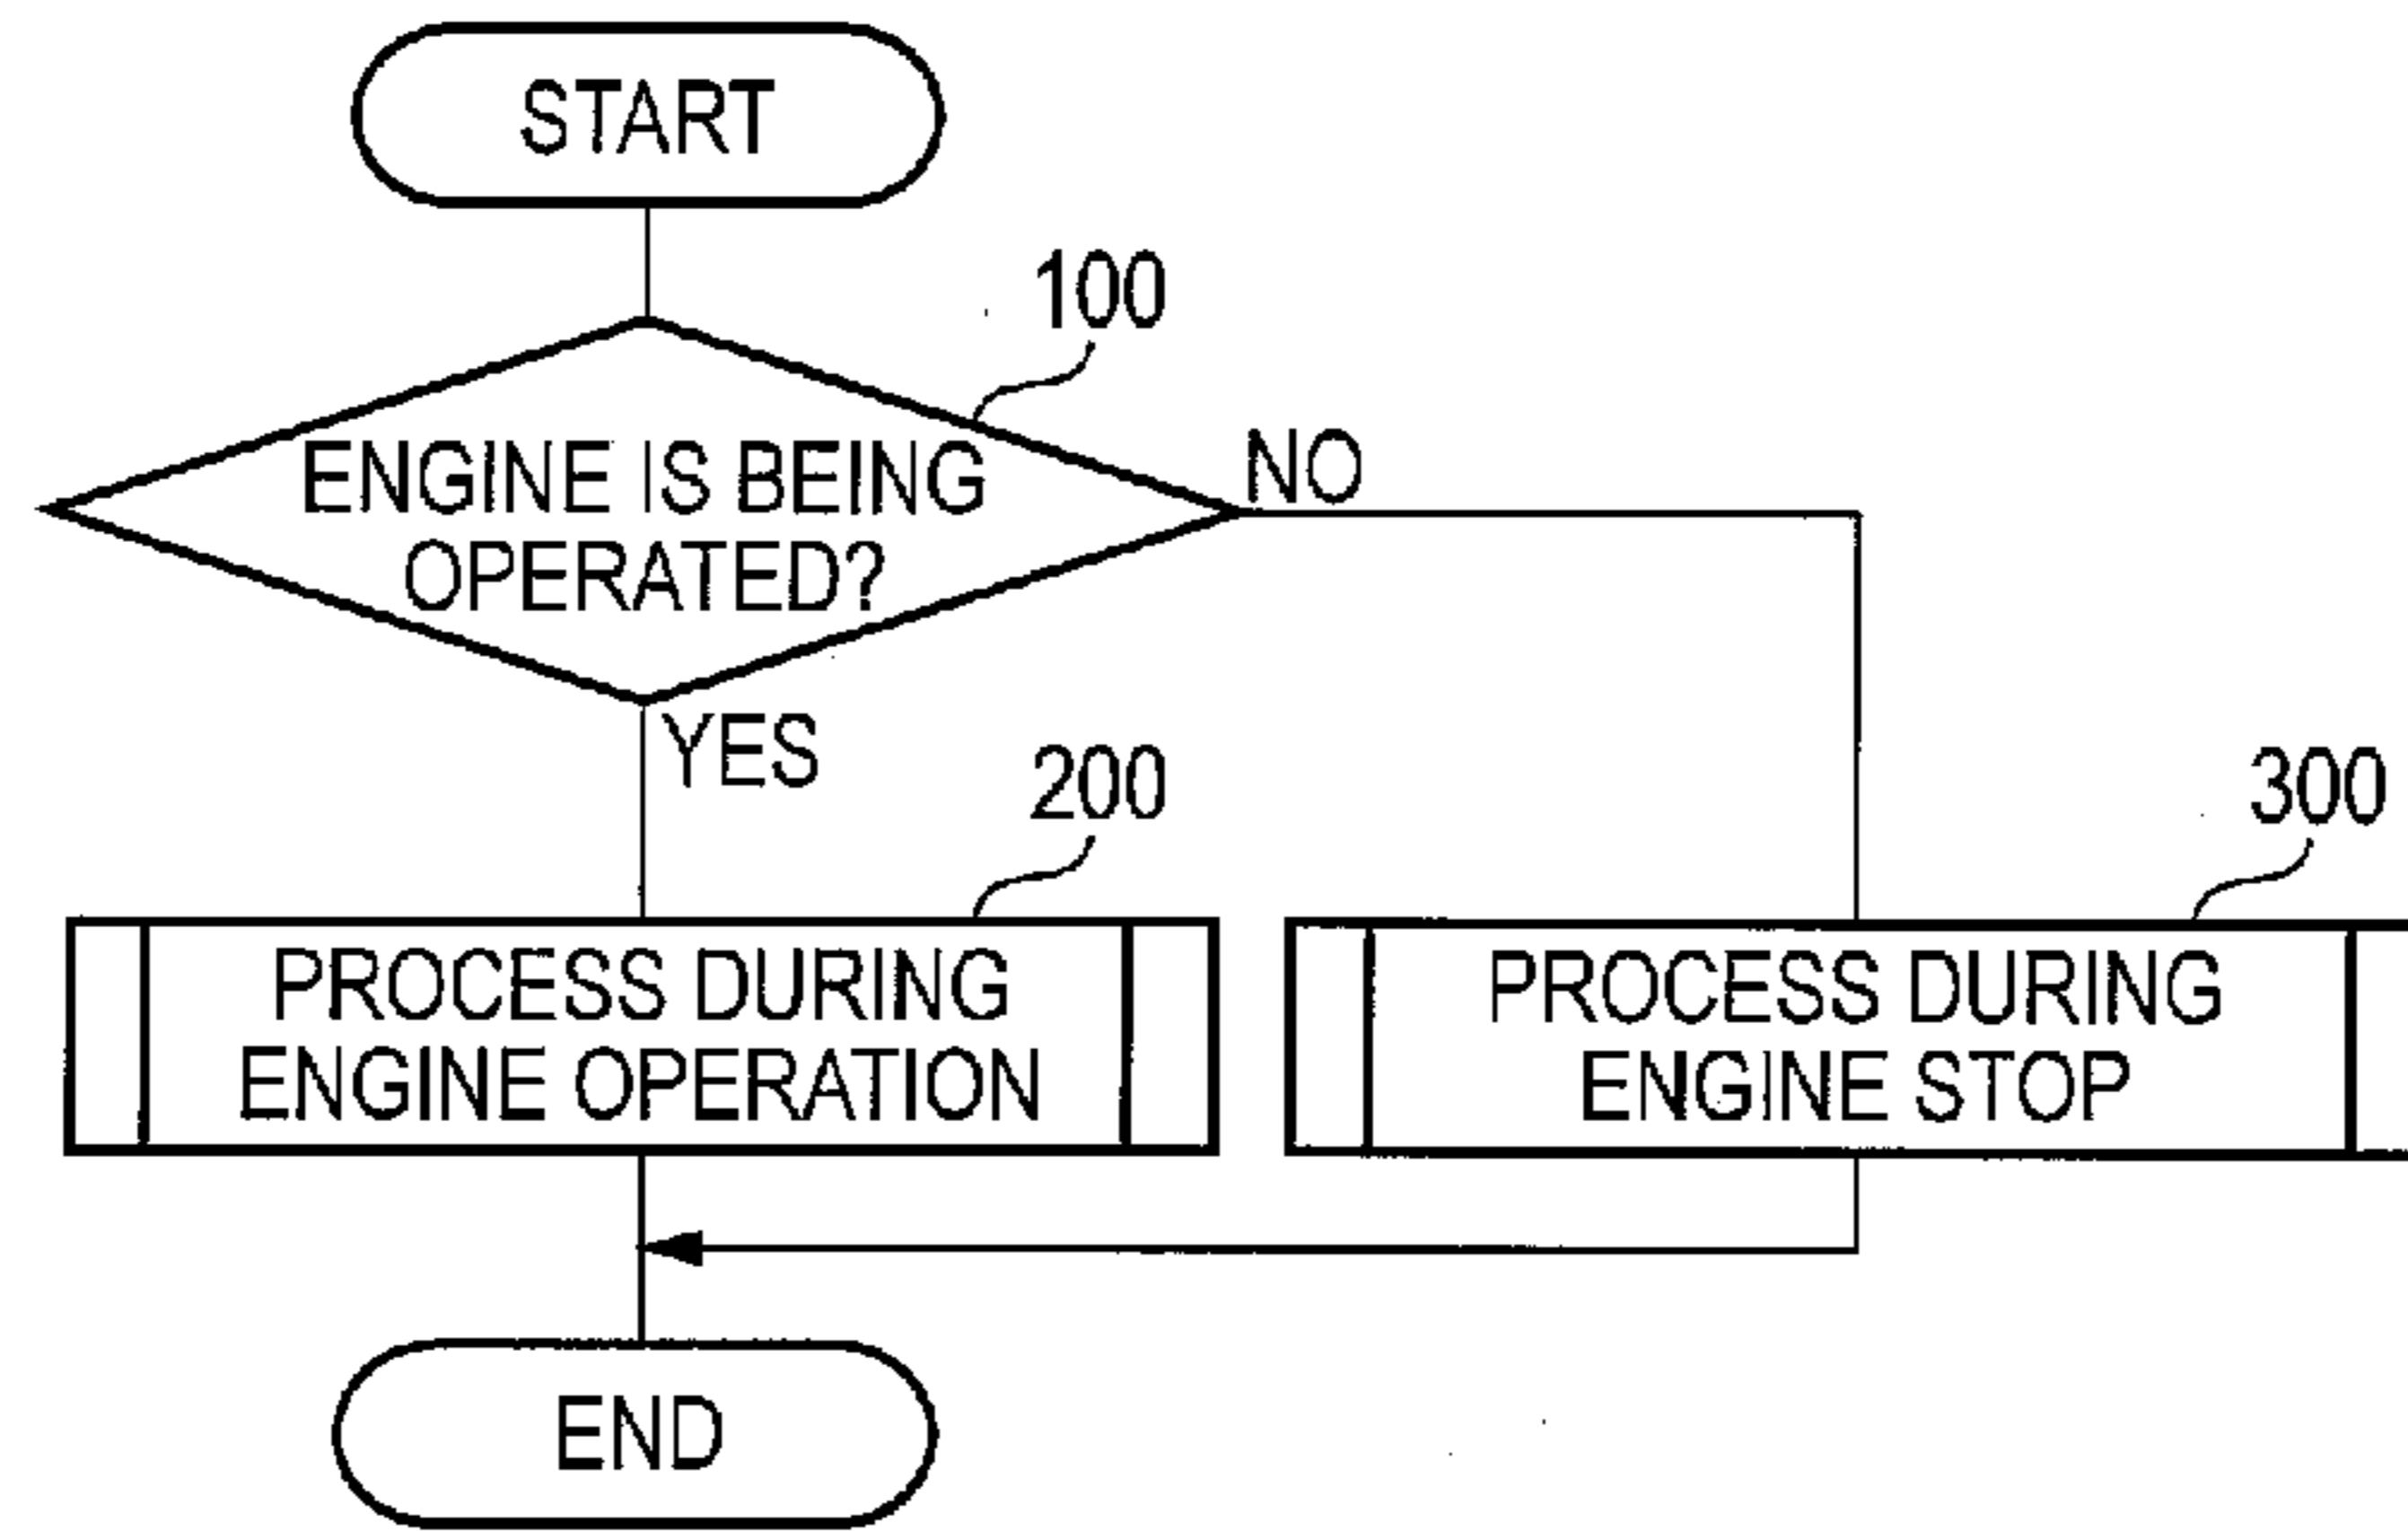 START
100
ENGINE IS BEING
OPERATED?
NO
YES
200
300
PROCESS DURING
ENGINE OPERATION
PROCESS DURING
ENGINE STOP
END